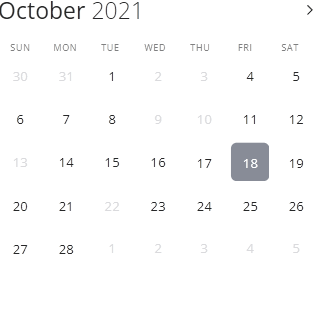 October 2021 >
SUN MON TUE WED THU FRI SAT
30 31 1 2 3 4 5
6 7 8 9 10 11 12
13 14 15 16 17 18 19
20 21 22 23 24 25 26
27 28 1 2 3 4 5